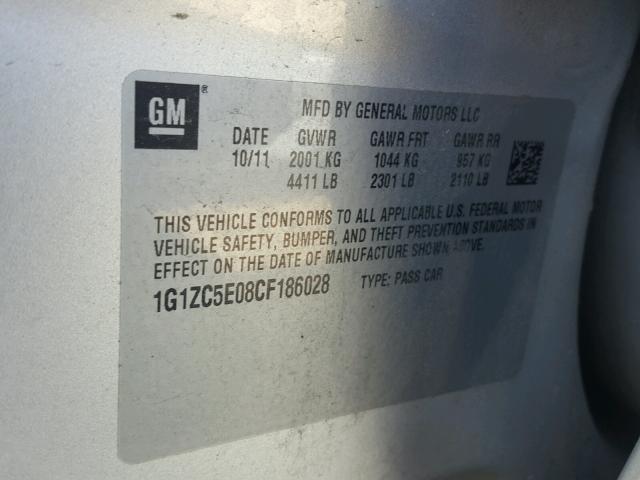 GM®
MFD BY GENERAL MOTORS LLC
DATE GVWR GAWR FRT GAWR RR
10/11 2001 KG 1044 KG 957 KG
4411 LB 2301 LB 2110 LB
THIS VEHICLE CONFORMS TO ALL APPLICABLE U.S. FEDERAL MOTOR
VEHICLE SAFETY, BUMPER, AND THEFT PREVENTION STANDARDS IN
EFFECT ON THE DATE OF MANUFACTURE SHOWN ABOVE.
1G1ZC5E08CF186028 TYPE: PASS CAR